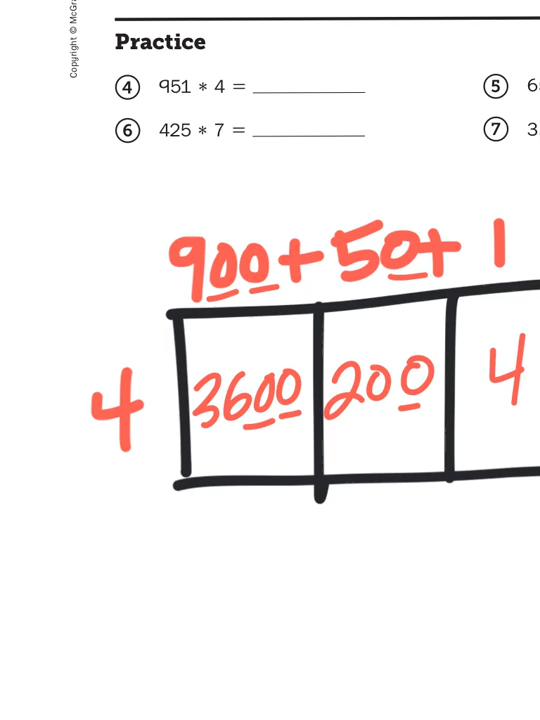 Copyright © McGra
Practice
4 951 * 4 =
5 6
6 425 * 7 =
7 3
900 + 50 + 1
4 3600 200 4